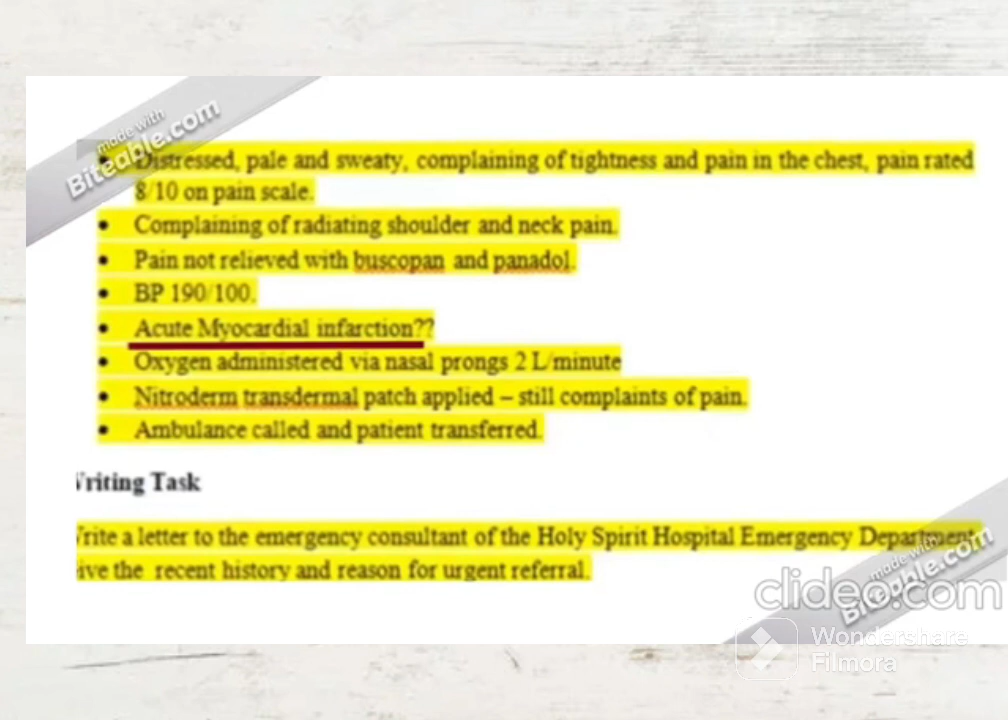 made with
Biteable.com
Distressed, pale and sweaty, complaining of tightness and pain in the chest, pain rated
8/10 on pain scale.
Complaining of radiating shoulder and neck pain.
Pain not relieved with buscopan and panadol.
BP 190/100.
Acute Myocardial infarction??
Oxygen administered via nasal prongs 2 L/minute
Nitroderm transdermal patch applied – still complaints of pain.
Ambulance called and patient transferred.
riting Task
rite a letter to the emergency consultant of the Holy Spirit Hospital Emergency Department.
ive the recent history and reason for urgent referral.
made with
Biteable.com
clideo.com
Wondershare
Filmora